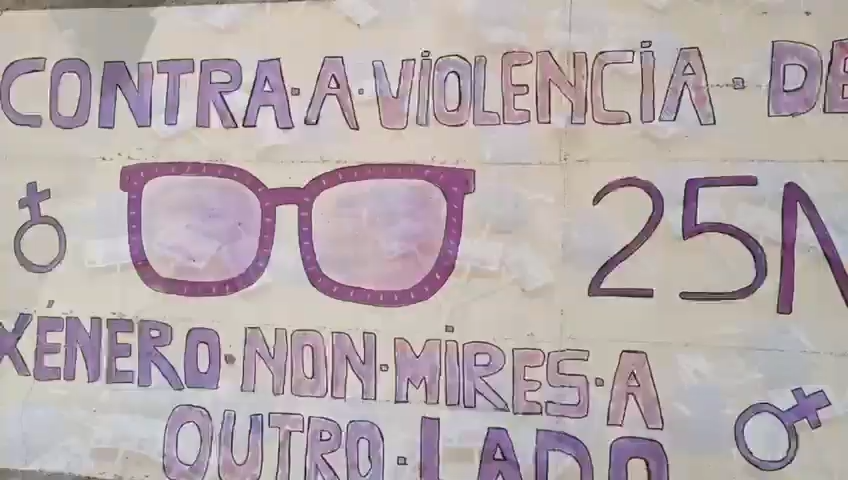 CONTRA·A·VIOLENCIA·DE
25N
XÉNERO·NON·MIRES·A
OUTRO·LADO